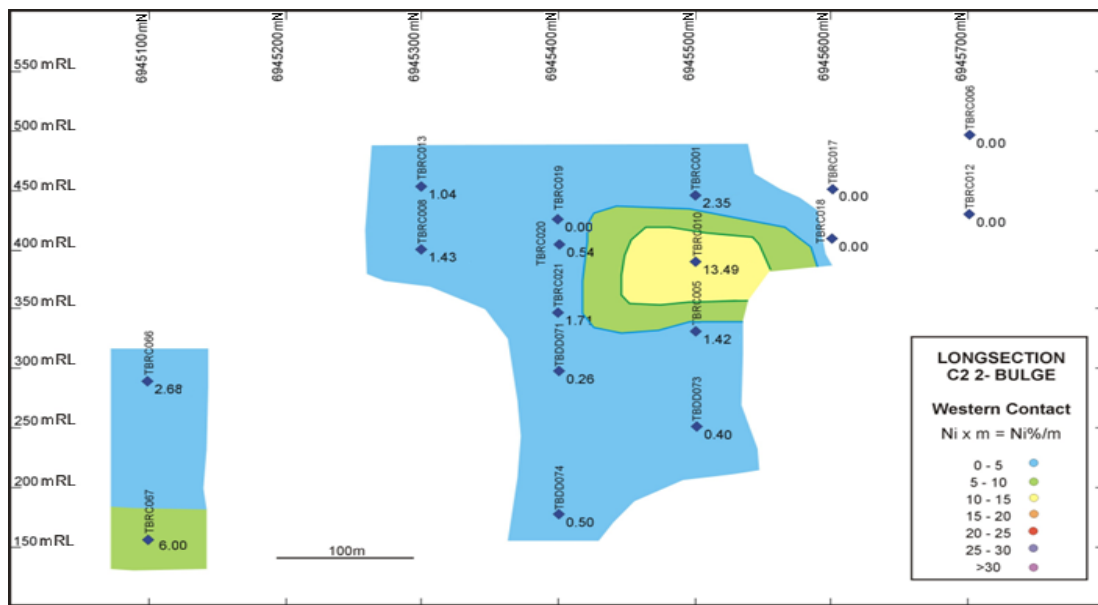 6945100mN
6945200mN
6945300mN
6945400mN
6945500mN
6945600mN
6945700mN
550 mRL
500 mRL
450 mRL
400 mRL
350 mRL
300 mRL
250 mRL
200 mRL
150 mRL
TBRC066
2.68
TBRC067
6.00
TBRC013
1.04
TBRC008
1.43
TBRC019
0.00
TBRC020
0.54
TBRC021
1.71
TBDD071
0.26
TBDD074
0.50
TBRC001
2.35
TBRC010
13.49
TBRC005
1.42
TBDD073
0.40
TBRC017
0.00
TBRC018
0.00
TBRC006
0.00
TBRC012
0.00
100m
LONGSECTION
C2 2- BULGE
Western Contact
Ni x m = Ni%/m
0 - 5
5 - 10
10 - 15
15 - 20
20 - 25
25 - 30
>30